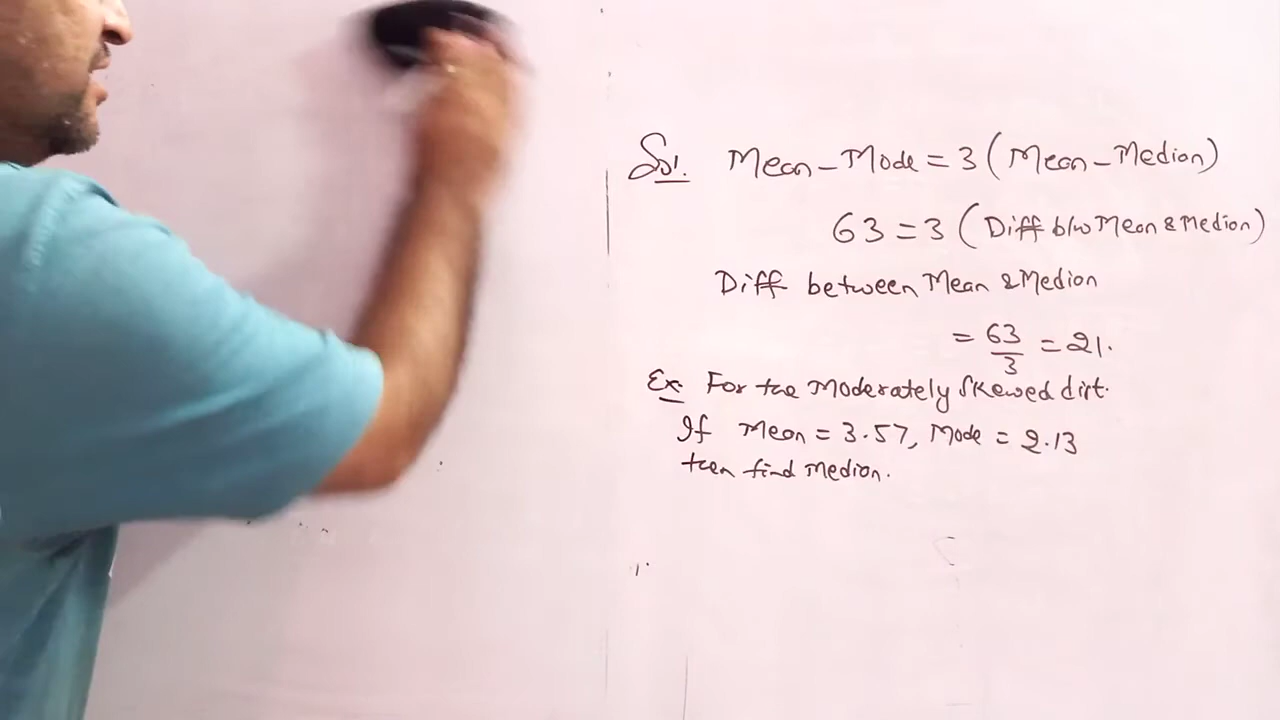 Sol. Mean - Mode = 3 (Mean - Median)
63 = 3 (Diff b/w Mean & Median)
Diff between Mean & Median
= 63/3 = 21.
Ex. For the Moderately skewed dist.
If Mean = 3.57, Mode = 2.13
then find Median.